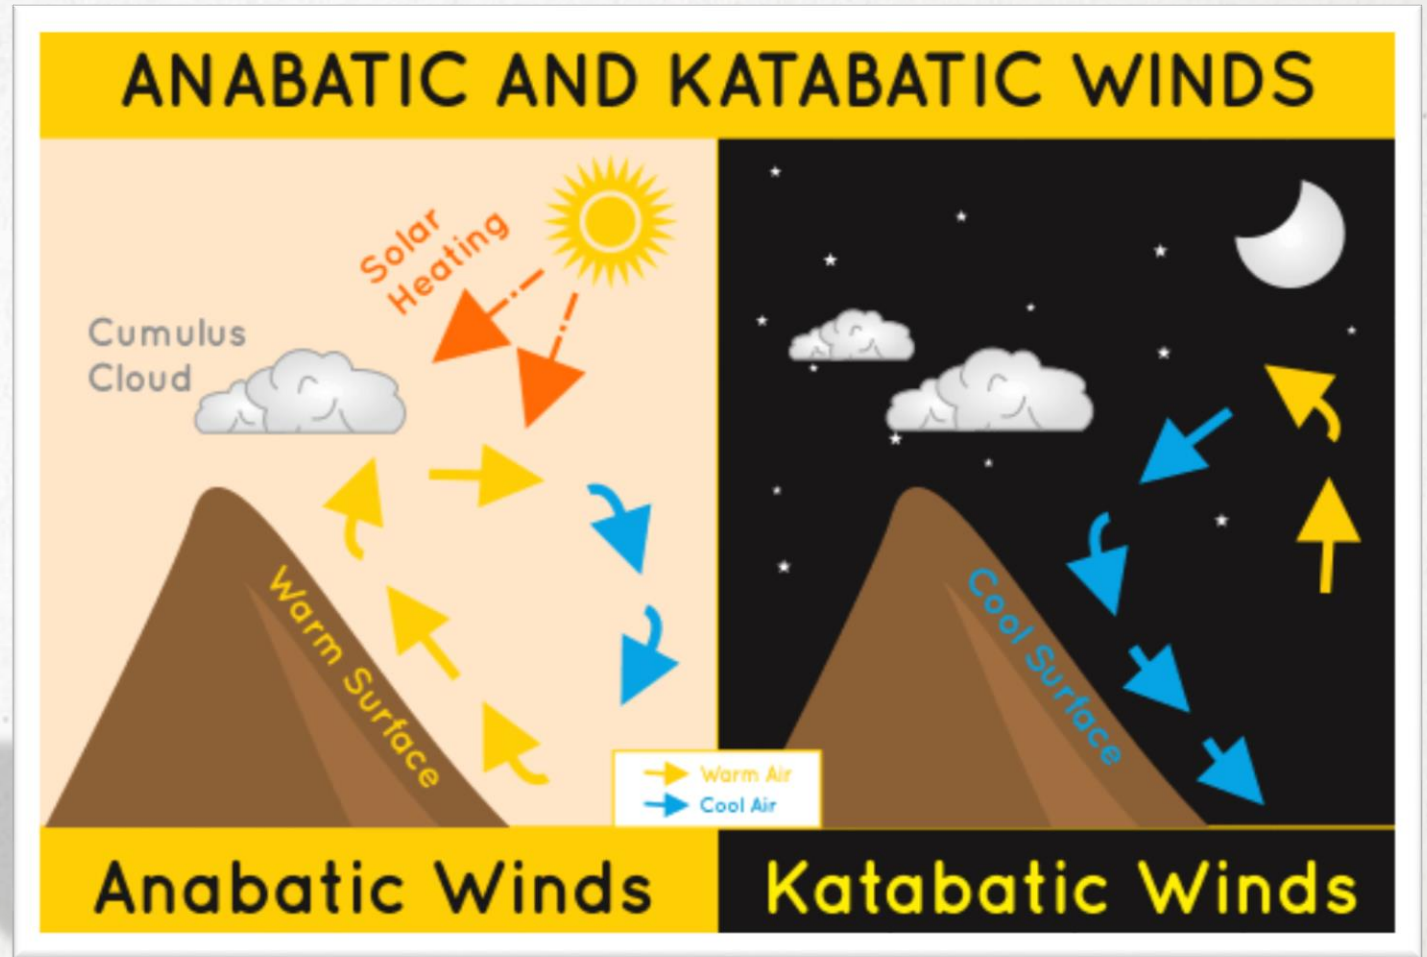 ANABATIC AND KATABATIC WINDS
Solar
Heating
Cumulus
Cloud
Warm Surface
Cool Surface
Warm Air
Cool Air
Anabatic Winds
Katabatic Winds